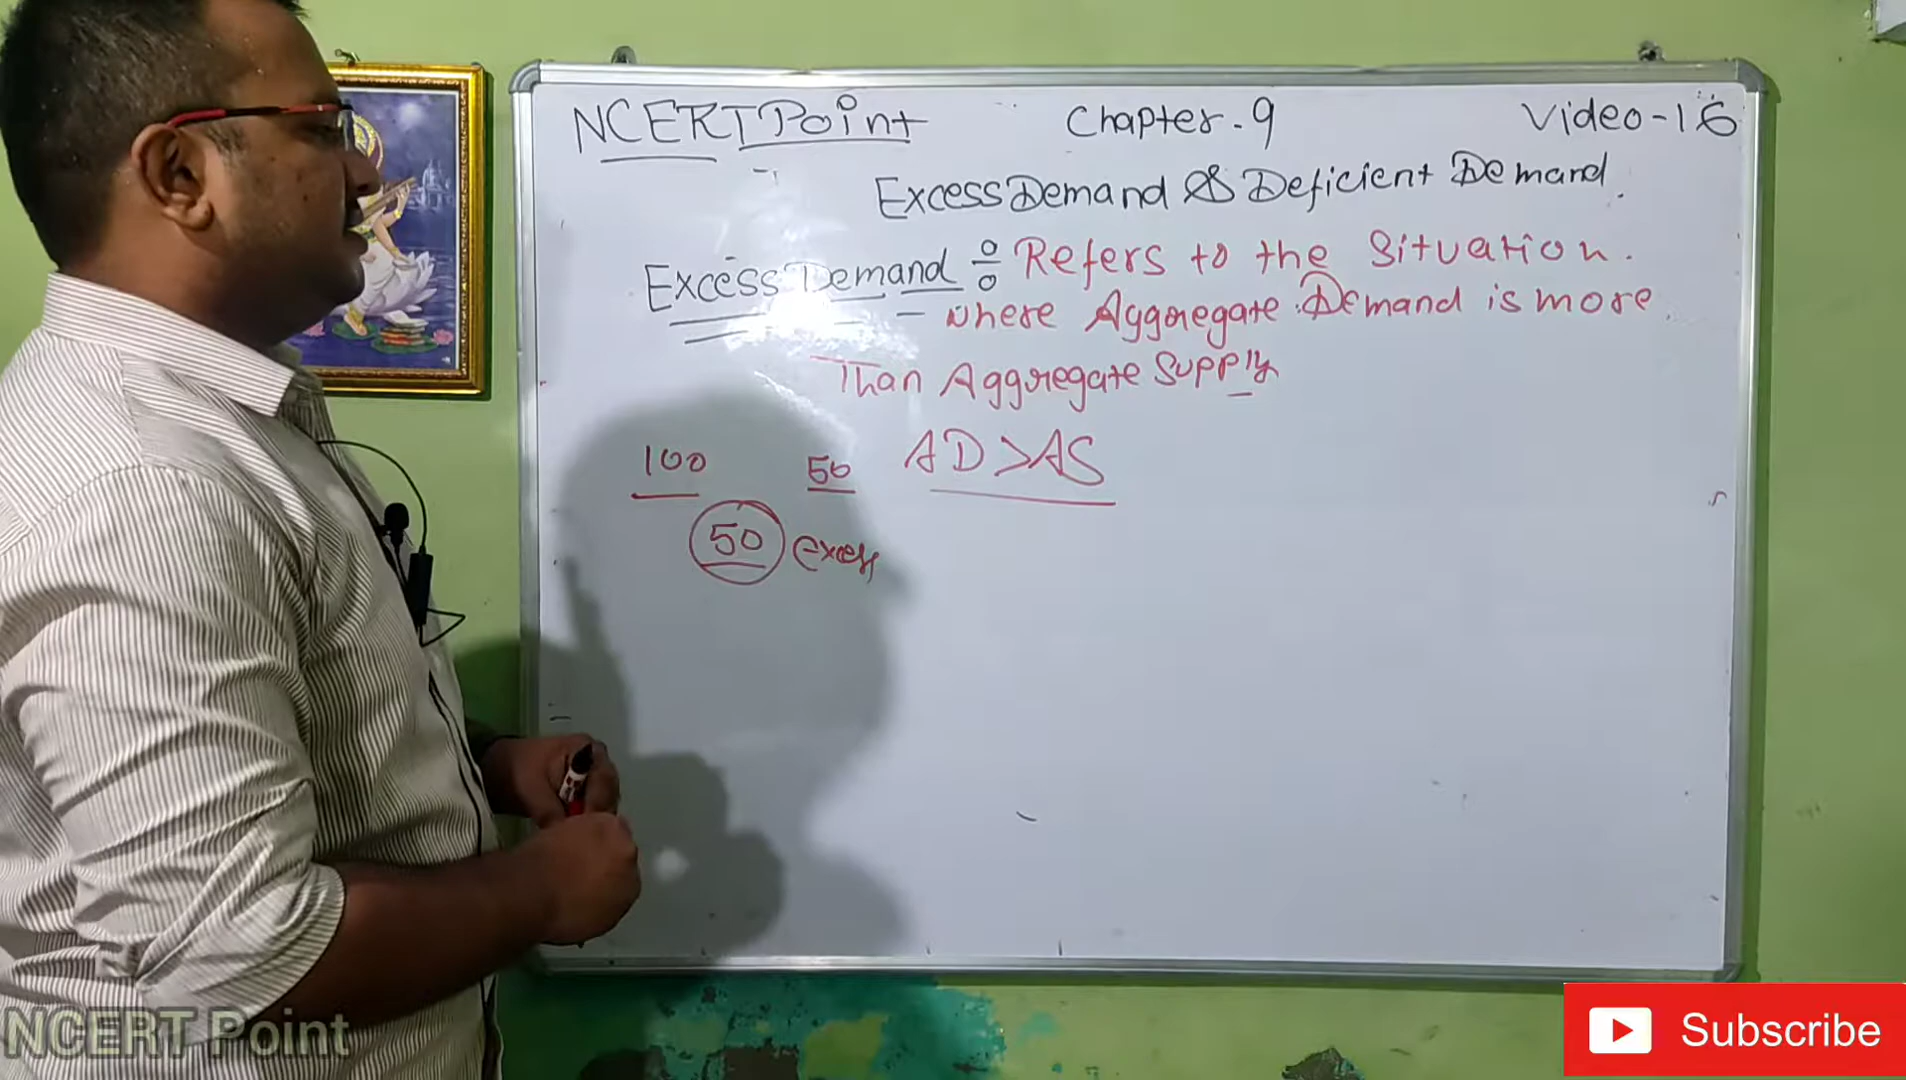 NCERT Point Chapter-9 Video-16
Excess Demand & Deficient Demand
Excess Demand ÷ Refers to the Situation.
- where Aggregate Demand is more
Than Aggregate Supply
100 50 AD > AS
50 excess
NCERT Point
Subscribe